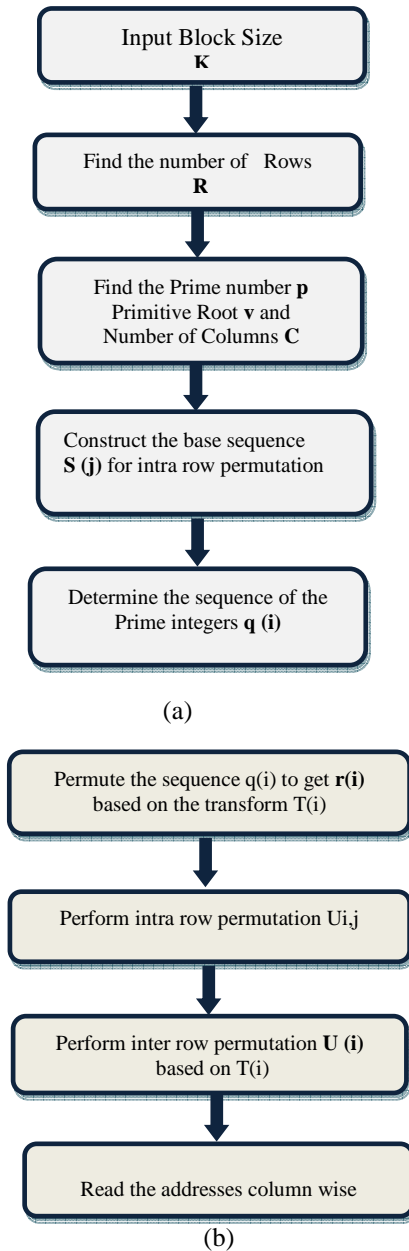 Input Block Size
K
Find the number of Rows
R
Find the Prime number p
Primitive Root v and
Number of Columns C
Construct the base sequence
S (j) for intra row permutation
Determine the sequence of the
Prime integers q (i)
(a)
Permute the sequence q(i) to get r(i)
based on the transform T(i)
Perform intra row permutation Ui,j
Perform inter row permutation U (i)
based on T(i)
Read the addresses column wise
(b)